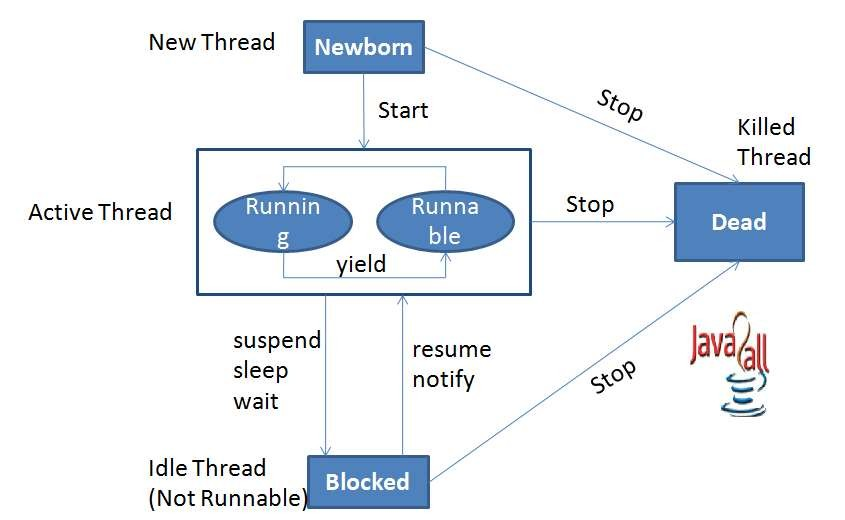 New Thread
Newborn
Start
Stop
Killed
Thread
Active Thread
Runnin
g
Runna
ble
yield
Stop
Dead
suspend
sleep
wait
resume
notify
Stop
Java2all
Idle Thread
(Not Runnable)
Blocked